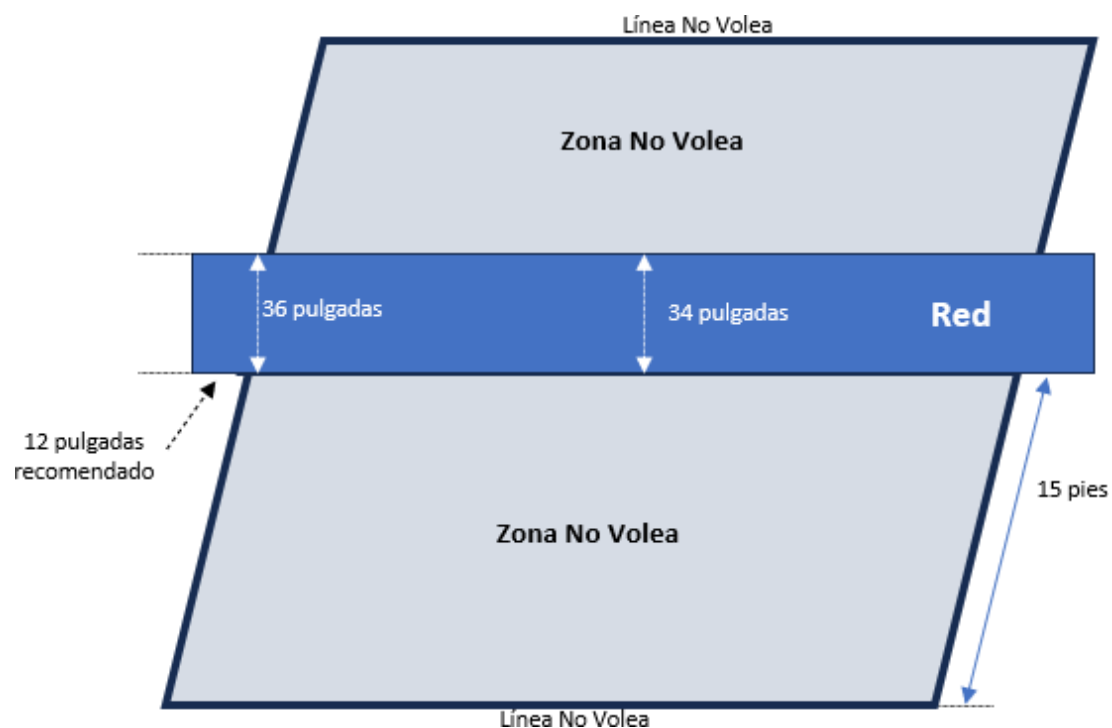 Línea No Volea
Zona No Volea
36 pulgadas
34 pulgadas
Red
12 pulgadas
recomendado
15 pies
Zona No Volea
Línea No Volea